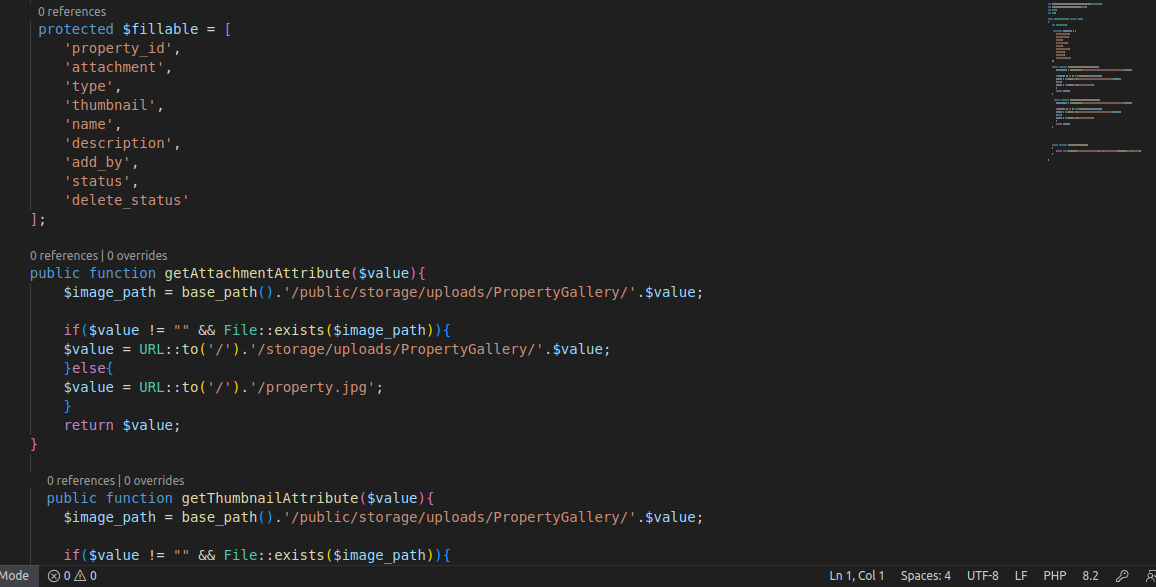 0 references
protected $fillable = [
'property_id',
'attachment',
'type',
'thumbnail',
'name',
'description',
'add_by',
'status',
'delete_status'
];
0 references | 0 overrides
public function getAttachmentAttribute($value){
$image_path = base_path().'/public/storage/uploads/PropertyGallery/'.$value;
if($value != "" && File::exists($image_path)){
$value = URL::to('/').'/storage/uploads/PropertyGallery/'.$value;
}else{
$value = URL::to('/').'/property.jpg';
}
return $value;
}
0 references | 0 overrides
public function getThumbnailAttribute($value){
$image_path = base_path().'/public/storage/uploads/PropertyGallery/'.$value;
if($value != "" && File::exists($image_path)){
Mode 0 0 Ln 1, Col 1 Spaces: 4 UTF-8 LF PHP 8.2